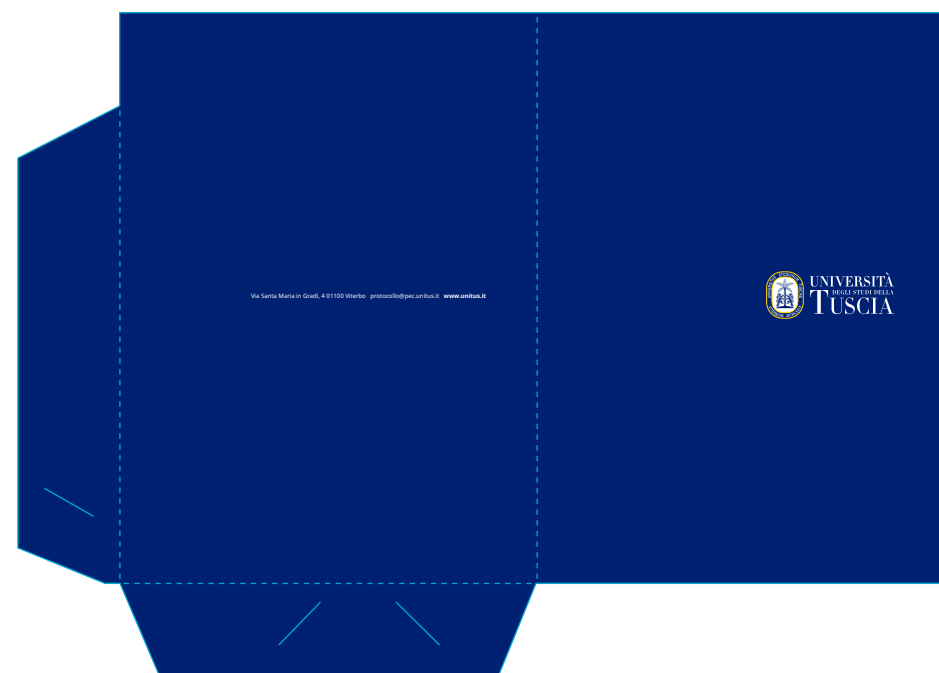 Via Santa Maria in Gradi, 4 01100 Viterbo protocollo@pec.unitus.it www.unitus.it
UNIVERSITÀ
DEGLI STUDI DELLA
TUSCIA